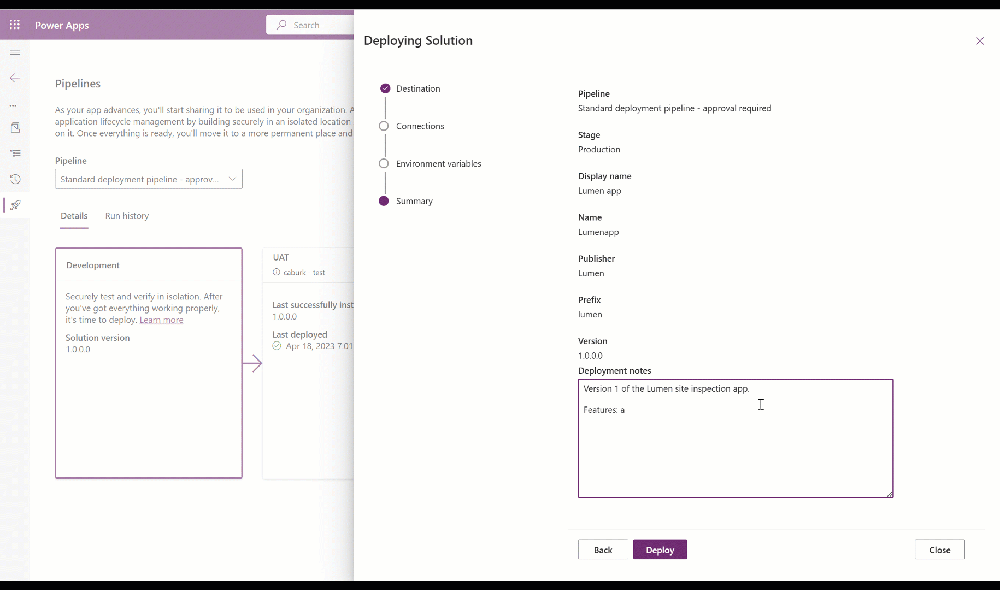 Power Apps
Search
Pipelines
As your app advances, you'll start sharing it to be used in your organization. A
application lifecycle management by building securely in an isolated location
on it. Once everything is ready, you'll move it to a more permanent place and
Pipeline
Standard deployment pipeline - approv...
Details
Run history
Development
Securely test and verify in isolation. After
you've got everything working properly,
it's time to deploy. Learn more
Solution version
1.0.0.0
UAT
caburk - test
Last successfully inst
1.0.0.0
Last deployed
Apr 18, 2023 7:01
Deploying Solution
Destination
Connections
Environment variables
Summary
Pipeline
Standard deployment pipeline - approval required
Stage
Production
Display name
Lumen app
Name
Lumenapp
Publisher
Lumen
Prefix
lumen
Version
1.0.0.0
Deployment notes
Version 1 of the Lumen site inspection app.
Features: a
Back
Deploy
Close